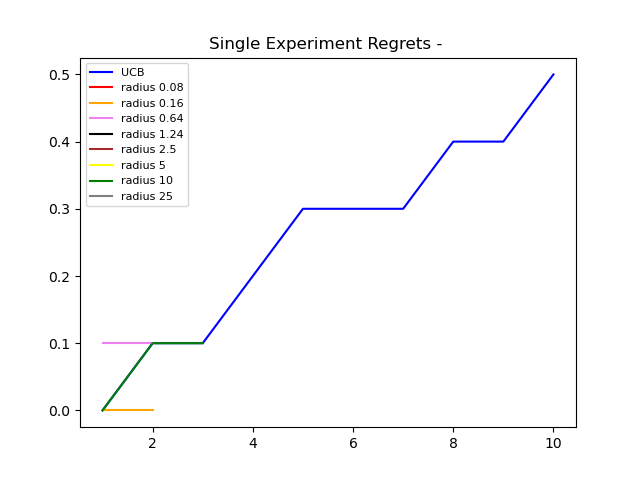 Single Experiment Regrets -
UCB
radius 0.08
radius 0.16
radius 0.64
radius 1.24
radius 2.5
radius 5
radius 10
radius 25
0.5
0.4
0.3
0.2
0.1
0.0
2 4 6 8 10